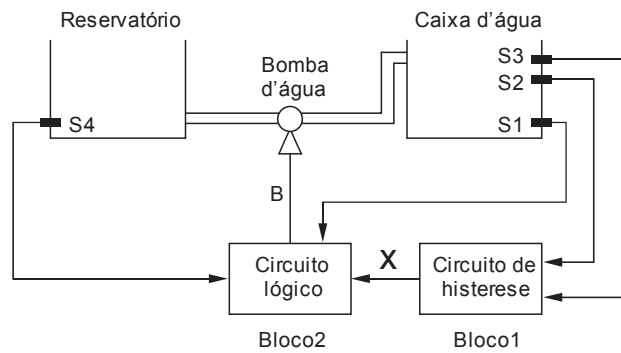 Reservatório
Caixa d’água
Bomba
d’água
S3
S2
S4
S1
B
X
Circuito
lógico
Circuito de
histerese
Bloco2
Bloco1